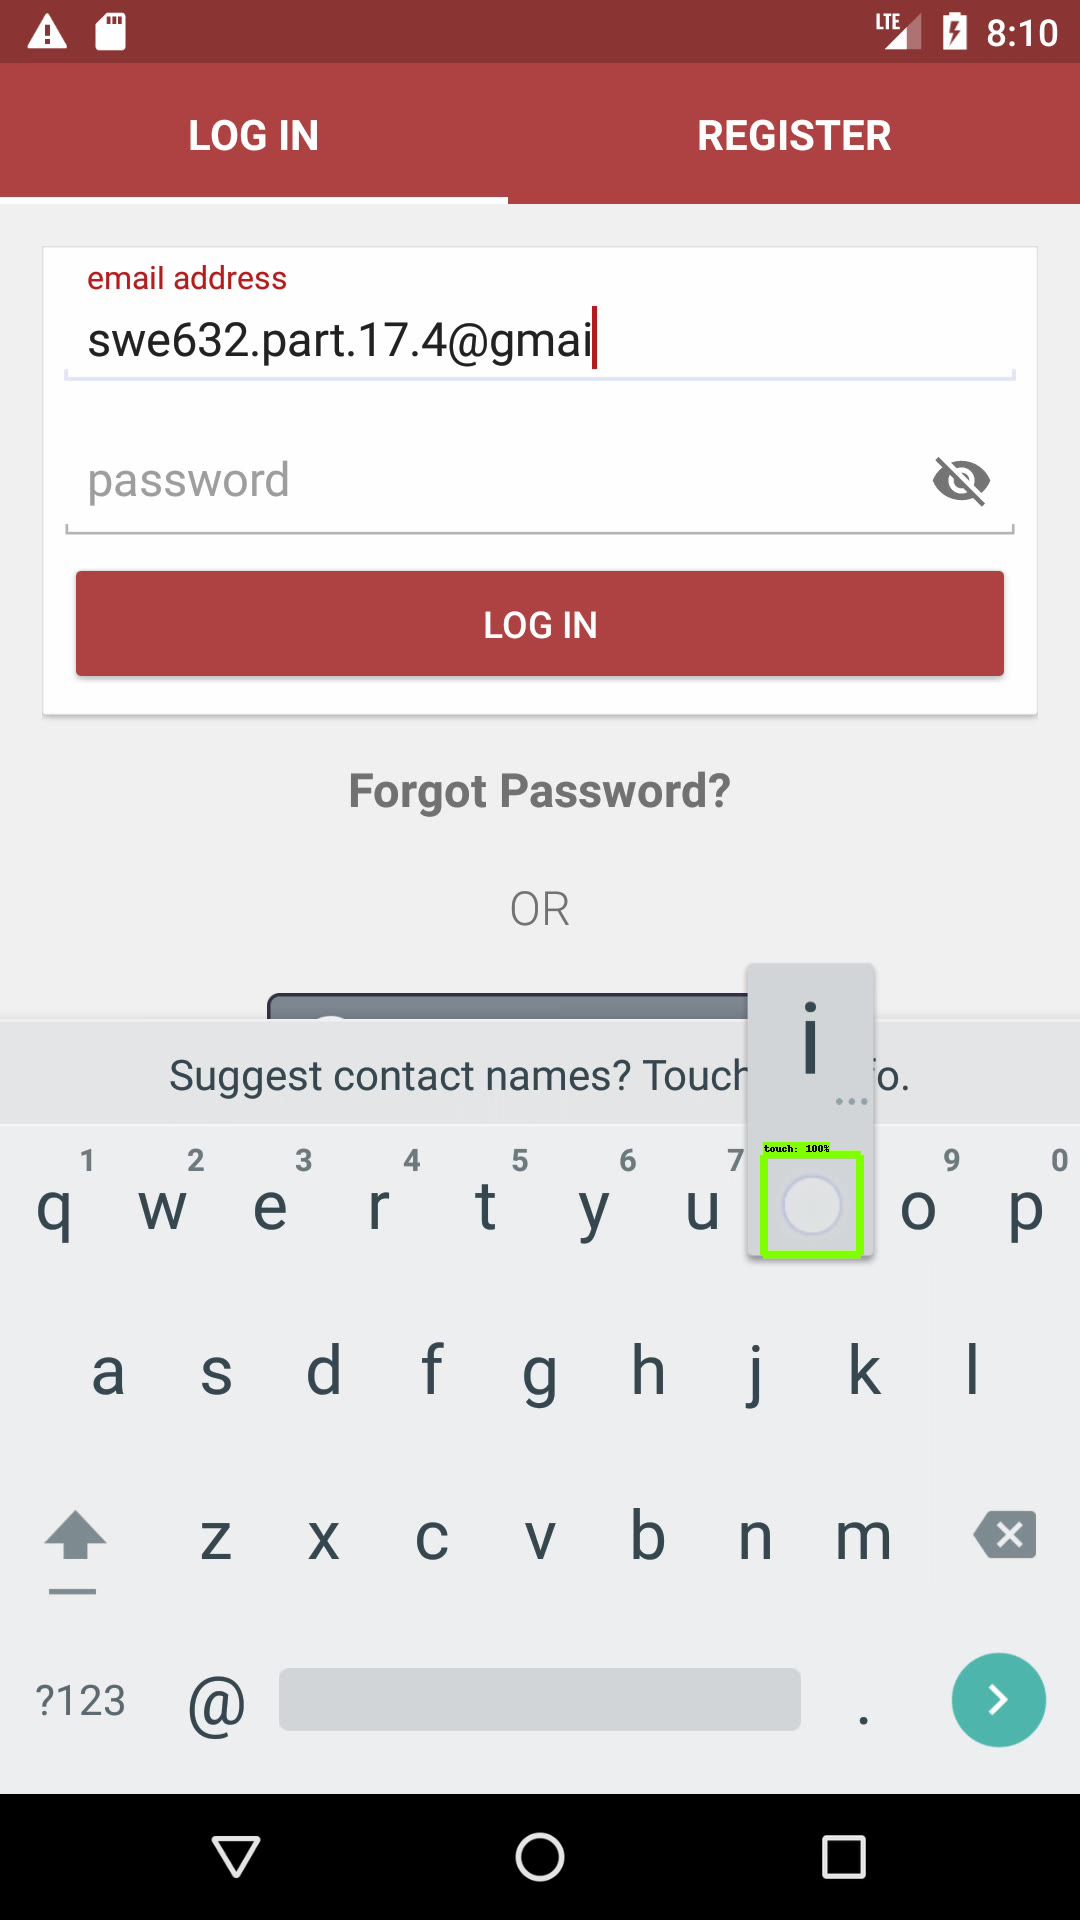 LTE 8:10
LOG IN REGISTER
email address
swe632.part.17.4@gmai
password
LOG IN
Forgot Password?
OR
i
Suggest contact names? Touch fo.
touch: 100%
1 2 3 4 5 6 7 9 0
q w e r t y u o p
a s d f g h j k l
z x c v b n m
?123 @ .